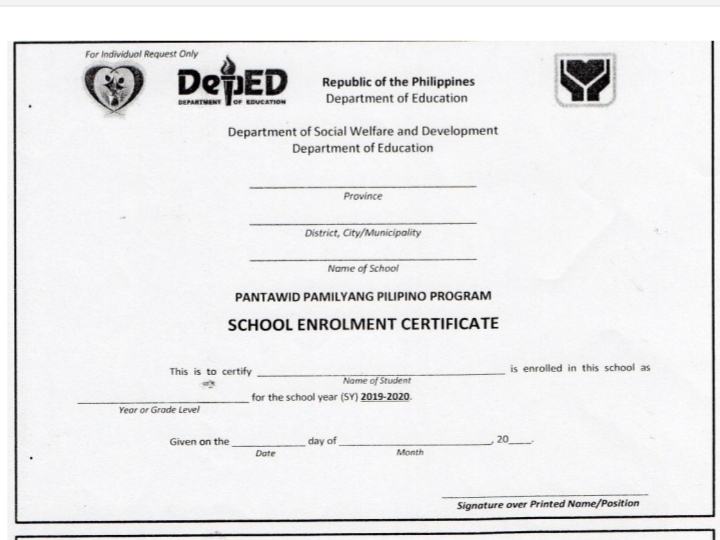 For Individual Request Only
DepED
DEPARTMENT OF EDUCATION
Republic of the Philippines
Department of Education
Department of Social Welfare and Development
Department of Education
Province
District, City/Municipality
Name of School
PANTAWID PAMILYANG PILIPINO PROGRAM
SCHOOL ENROLMENT CERTIFICATE
This is to certify ____________________ is enrolled in this school as
Name of Student
____________________ for the school year (SY) 2019-2020.
Year or Grade Level
Given on the __________ day of ____________________, 20____.
Date Month
Signature over Printed Name/Position